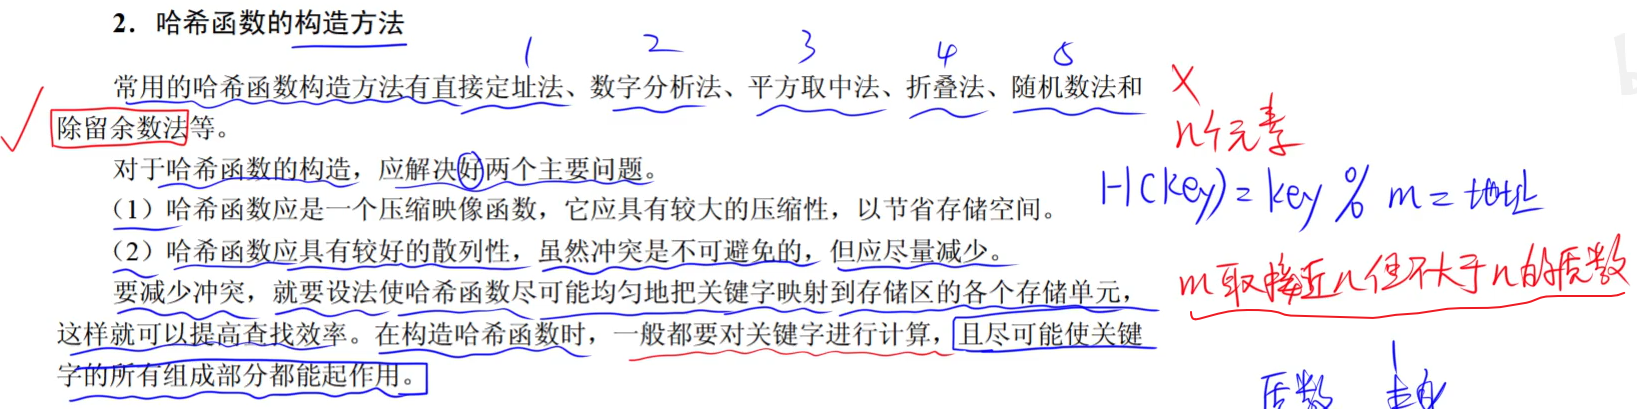 2．哈希函数的构造方法
1 2 3 4 5
常用的哈希函数构造方法有直接定址法、数字分析法、平方取中法、折叠法、随机数法和
除留余数法等。
对于哈希函数的构造，应解决好两个主要问题。
（1）哈希函数应是一个压缩映像函数，它应具有较大的压缩性，以节省存储空间。
（2）哈希函数应具有较好的散列性，虽然冲突是不可避免的，但应尽量减少。
要减少冲突，就要设法使哈希函数尽可能均匀地把关键字映射到存储区的各个存储单元，
这样就可以提高查找效率。在构造哈希函数时，一般都要对关键字进行计算，且尽可能使关键
字的所有组成部分都能起作用。
n个元素
H(key)=key % m=地址
m取接近n但不大于n的质数
质数